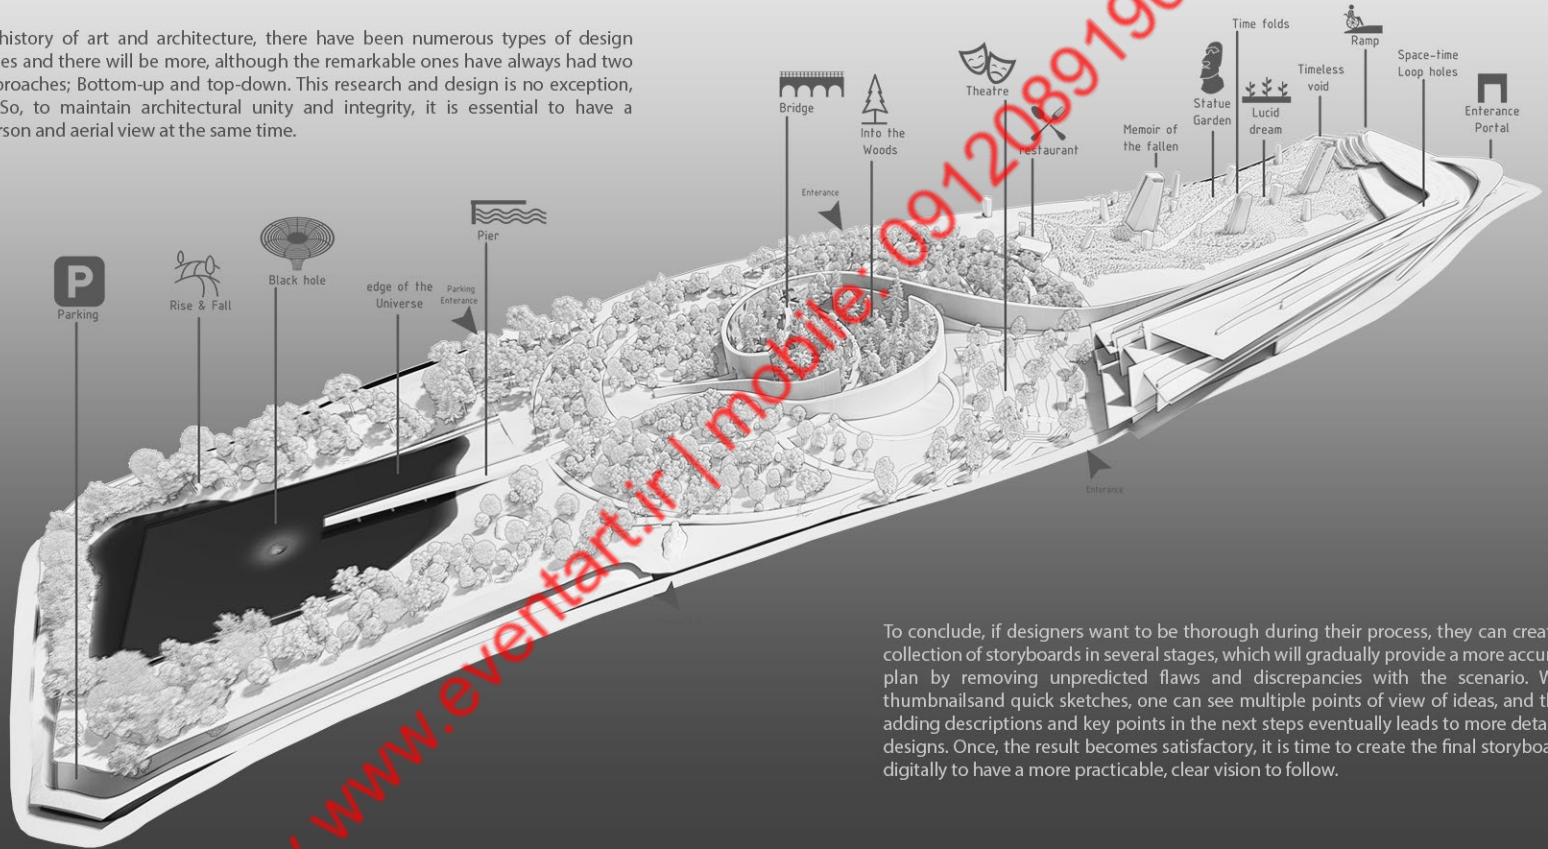 history of art and architecture, there have been numerous types of design
es and there will be more, although the remarkable ones have always had two
proaches; Bottom-up and top-down. This research and design is no exception,
So, to maintain architectural unity and integrity, it is essential to have a
rson and aerial view at the same time.
Time folds
Ramp
Space-time
Loop holes
Timeless
void
Enterance
Portal
Theatre
Statue
Garden
Lucid
dream
Bridge
Into the
Woods
restaurant
Memoir of
the fallen
Enterance
Pier
Black hole
edge of the
Universe
Parking
Enterance
Rise & Fall
P
Parking
Enterance
www.eventart.ir | mobile: 0912089190
To conclude, if designers want to be thorough during their process, they can creat
collection of storyboards in several stages, which will gradually provide a more accur
plan by removing unpredicted flaws and discrepancies with the scenario. W
thumbnailsand quick sketches, one can see multiple points of view of ideas, and th
adding descriptions and key points in the next steps eventually leads to more detai
designs. Once, the result becomes satisfactory, it is time to create the final storyboa
digitally to have a more practicable, clear vision to follow.